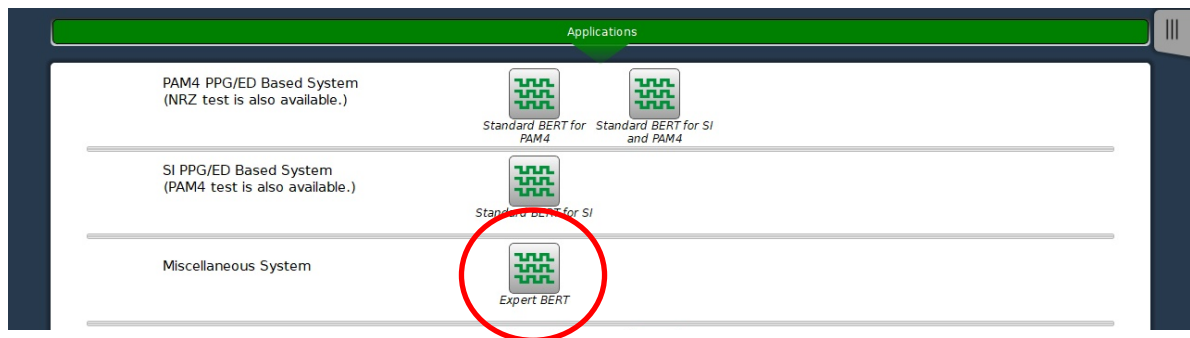 Applications
PAM4 PPG/ED Based System
(NRZ test is also available.)
Standard BERT for
PAM4
Standard BERT for SI
and PAM4
SI PPG/ED Based System
(PAM4 test is also available.)
Standard BERT for SI
Miscellaneous System
Expert BERT